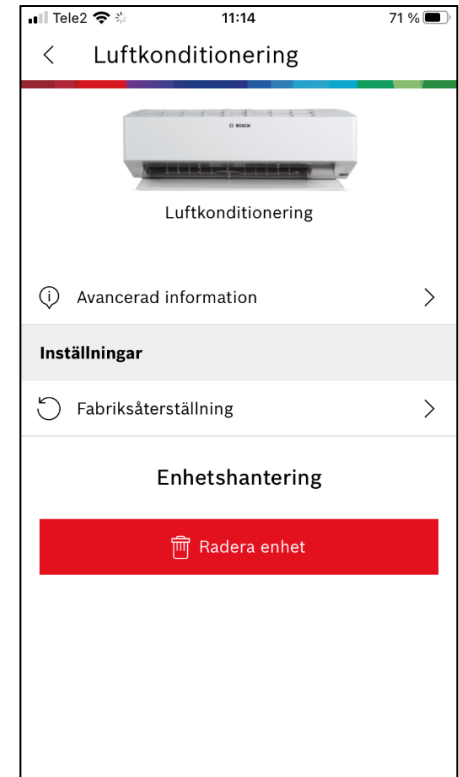 Tele2 11:14 71 %
Luftkonditionering
BOSCH
Luftkonditionering
Avancerad information
Inställningar
Fabriksåterställning
Enhetshantering
Radera enhet